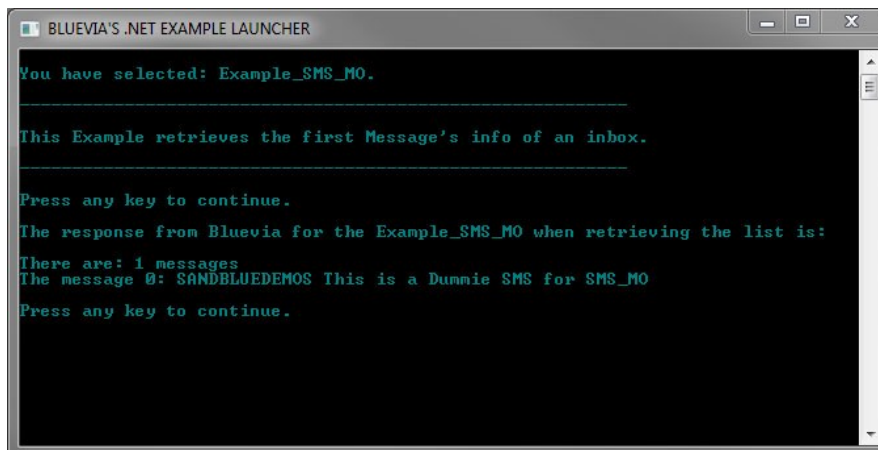 BLUEVIA'S .NET EXAMPLE LAUNCHER
You have selected: Example_SMS_MO.
This Example retrieves the first Message's info of an inbox.
Press any key to continue.
The response from Bluevia for the Example_SMS_MO when retrieving the list is:
There are: 1 messages
The message 0: SANDBLUEDEMOS This is a Dummie SMS for SMS_MO
Press any key to continue.